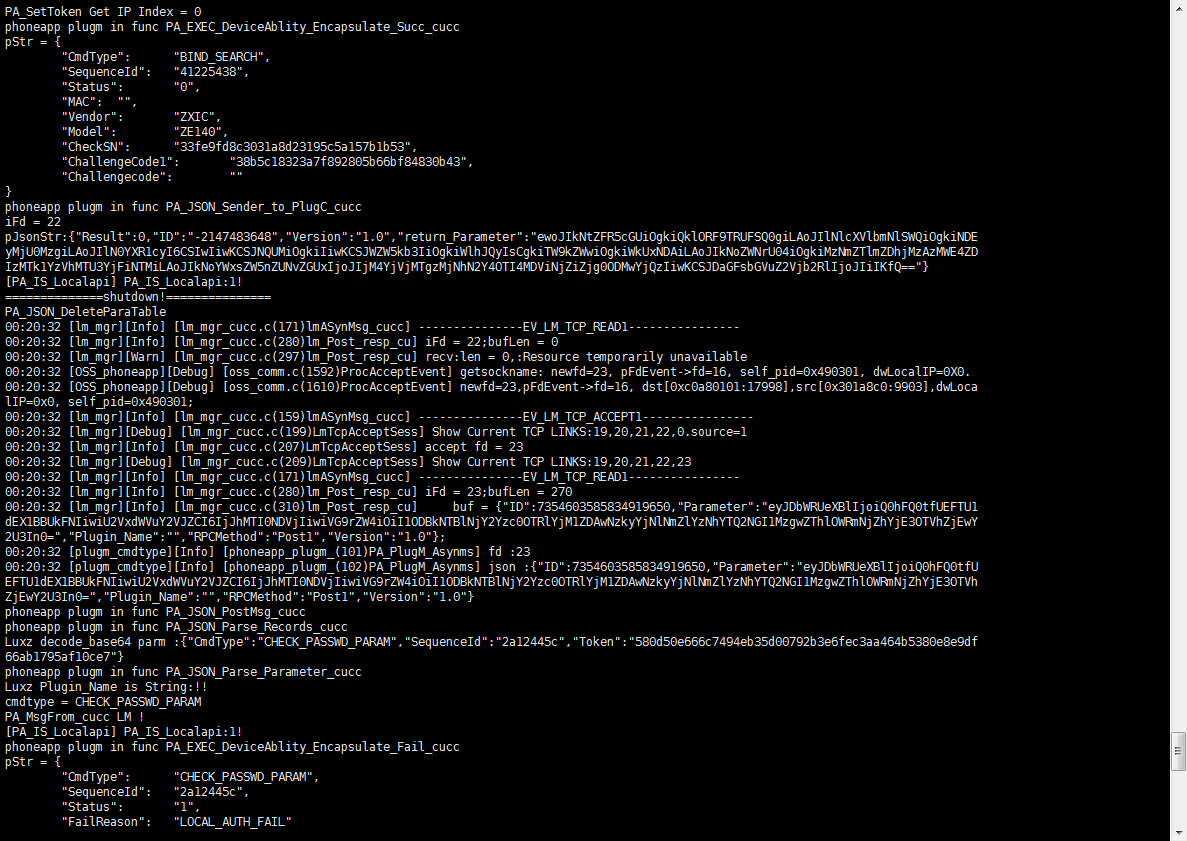 PA_SetToken Get IP Index = 0
phoneapp plugm in func PA_EXEC_DeviceAblity_Encapsulate_Succ_cucc
pStr = {
"CmdType": "BIND_SEARCH",
"SequenceId": "41225438",
"Status": "0",
"MAC": "",
"Vendor": "ZXIC",
"Model": "ZE140",
"CheckSN": "33fe9fd8c3031a8d23195c5a157b1b53",
"ChallengeCode1": "38b5c18323a7f892805b66bf84830b43",
"Challengecode": ""
}
phoneapp plugm in func PA_JSON_Sender_to_PlugC_cucc
iFd = 22
pJsonStr:{"Result":0,"ID":"-2147483648","Version":"1.0","return_Parameter":"ewoJIkNtZFR5cGUiOgkiQklORF9TRUFSQ0giLAoJIlNlcXVlbmNlSWQiOgkiNDE
yMjU0MzgiLAoJIlN0YXR1cyI6CSIwIiwKCSJNQUMiOgkiIiwKCSJWZW5kb3IiOgkiWlhJQyIsCgkiTW9kZWwiOgkiWkUxNDAiLAoJIkNoZWNrU04iOgkiMzNmZTlmZDhjMzAzMWE4ZD
IzMTk1YzVhMTU3YjFiNTMiLAoJIkNoYWxsZW5nZUNvZGUxIjoJIjM4YjVjMTgzMjNhN2Y4OTI4MDViNjZiZjg0ODMwYjQzIiwKCSJDaGFsbGVuZ2Vjb2RlIjoJIiIKfQ=="}
[PA_IS_Localapi] PA_IS_Localapi:1!
==============shutdown!===============
PA_JSON_DeleteParaTable
00:20:32 [lm_mgr][Info] [lm_mgr_cucc.c(171)lmASynMsg_cucc] ---------------EV_LM_TCP_READ1----------------
00:20:32 [lm_mgr][Info] [lm_mgr_cucc.c(280)lm_Post_resp_cu] iFd = 22;bufLen = 0
00:20:32 [lm_mgr][Warn] [lm_mgr_cucc.c(297)lm_Post_resp_cu] recv:len = 0,:Resource temporarily unavailable
00:20:32 [OSS_phoneapp][Debug] [oss_comm.c(1592)ProcAcceptEvent] getsockname: newfd=23, pFdEvent->fd=16, self_pid=0x490301, dwLocalIP=0X0.
00:20:32 [OSS_phoneapp][Debug] [oss_comm.c(1610)ProcAcceptEvent] newfd=23,pFdEvent->fd=16, dst[0xc0a80101:17998],src[0x301a8c0:9903],dwLoca
lIP=0x0, self_pid=0x490301;
00:20:32 [lm_mgr][Info] [lm_mgr_cucc.c(159)lmASynMsg_cucc] ---------------EV_LM_TCP_ACCEPT1----------------
00:20:32 [lm_mgr][Debug] [lm_mgr_cucc.c(199)LmTcpAcceptSess] Show Current TCP LINKS:19,20,21,22,0.source=1
00:20:32 [lm_mgr][Info] [lm_mgr_cucc.c(207)LmTcpAcceptSess] accept fd = 23
00:20:32 [lm_mgr][Debug] [lm_mgr_cucc.c(209)LmTcpAcceptSess] Show Current TCP LINKS:19,20,21,22,23
00:20:32 [lm_mgr][Info] [lm_mgr_cucc.c(171)lmASynMsg_cucc] ---------------EV_LM_TCP_READ1----------------
00:20:32 [lm_mgr][Info] [lm_mgr_cucc.c(280)lm_Post_resp_cu] iFd = 23;bufLen = 270
00:20:32 [lm_mgr][Info] [lm_mgr_cucc.c(310)lm_Post_resp_cu] buf = {"ID":7354603585834919650,"Parameter":"eyJDbWRUeXBlIjoiQ0hFQ0tfUEFTU1
dEX1BBUkFNIiwiU2VxdWVuY2VJZCI6IjJhMTI0NDVjIiwiVG9rZW4iOiI1ODBkNTBlNjY2Yzc0OTRlYjM1ZDAwNzkyYjNlNmZlYzNhYTQ2NGI1MzgwZThlOWRmNjZhYjE3OTVhZjEwY
2U3In0=","Plugin_Name":"","RPCMethod":"Post1","Version":"1.0"};
00:20:32 [plugm_cmdtype][Info] [phoneapp_plugm_(101)PA_PlugM_Asynms] fd :23
00:20:32 [plugm_cmdtype][Info] [phoneapp_plugm_(102)PA_PlugM_Asynms] json :{"ID":7354603585834919650,"Parameter":"eyJDbWRUeXBlIjoiQ0hFQ0tfU
EFTU1dEX1BBUkFNIiwiU2VxdWVuY2VJZCI6IjJhMTI0NDVjIiwiVG9rZW4iOiI1ODBkNTBlNjY2Yzc0OTRlYjM1ZDAwNzkyYjNlNmZlYzNhYTQ2NGI1MzgwZThlOWRmNjZhYjE3OTVh
ZjEwY2U3In0=","Plugin_Name":"","RPCMethod":"Post1","Version":"1.0"}
phoneapp plugm in func PA_JSON_PostMsg_cucc
phoneapp plugm in func PA_JSON_Parse_Records_cucc
Luxz decode_base64 parm :{"CmdType":"CHECK_PASSWD_PARAM","SequenceId":"2a12445c","Token":"580d50e666c7494eb35d00792b3e6fec3aa464b5380e8e9df
66ab1795af10ce7"}
phoneapp plugm in func PA_JSON_Parse_Parameter_cucc
Luxz Plugin_Name is String:!!
cmdtype = CHECK_PASSWD_PARAM
PA_MsgFrom_cucc LM !
[PA_IS_Localapi] PA_IS_Localapi:1!
phoneapp plugm in func PA_EXEC_DeviceAblity_Encapsulate_Fail_cucc
pStr = {
"CmdType": "CHECK_PASSWD_PARAM",
"SequenceId": "2a12445c",
"Status": "1",
"FailReason": "LOCAL_AUTH_FAIL"